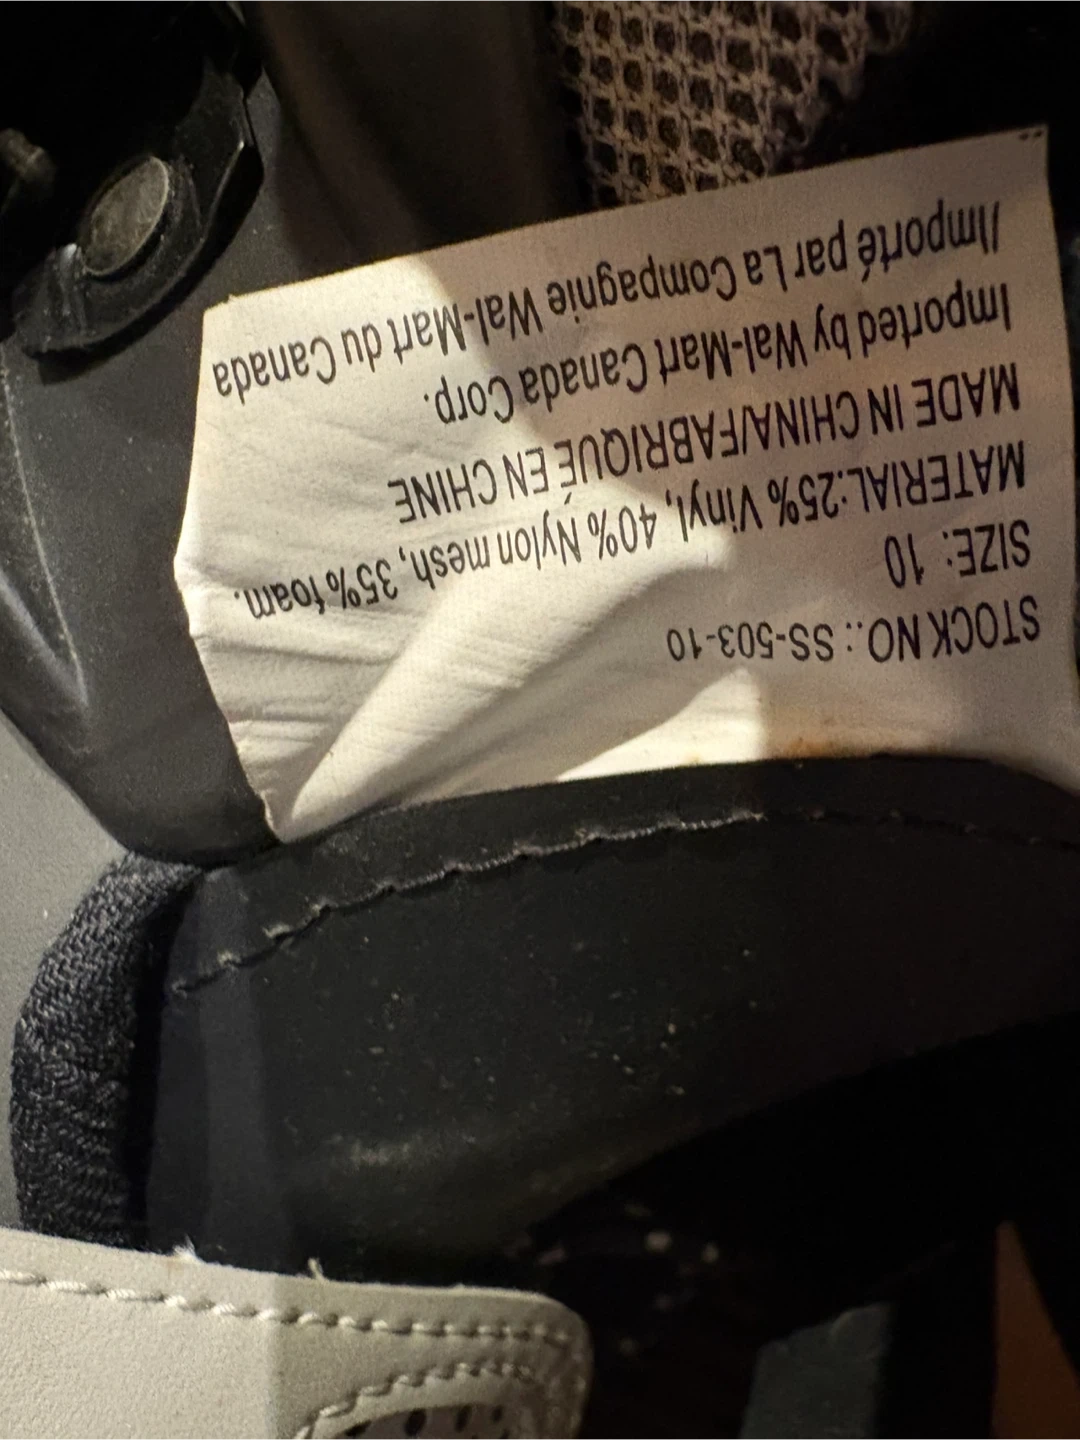 STOCK NO.: SS-503-10
SIZE: 10
MATERIAL:25% Vinyl, 40% Nylon mesh, 35% foam.
MADE IN CHINA/FABRIQUÉ EN CHINE
Imported by Wal-Mart Canada Corp.
/Importé par La Compagnie Wal-Mart du Canada